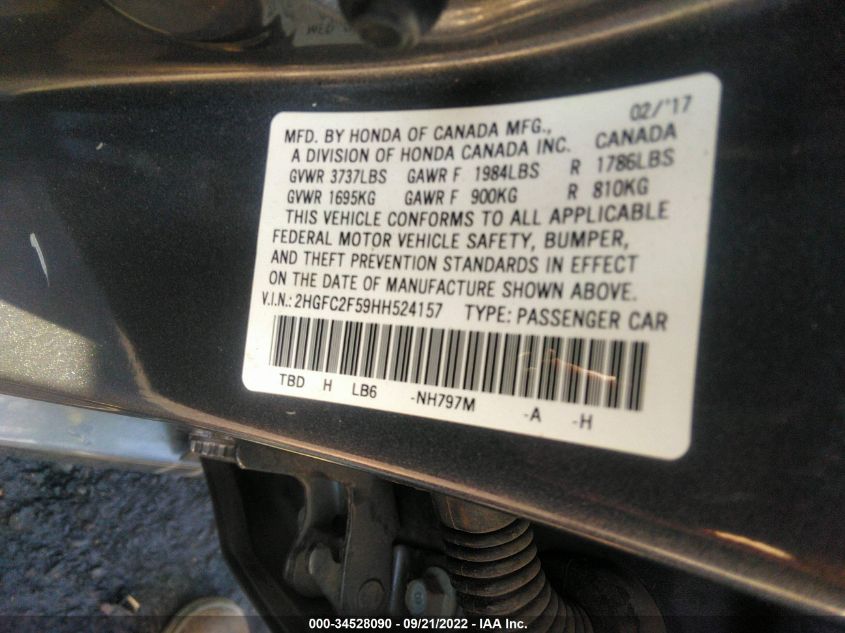 02/'17
MFD. BY HONDA OF CANADA MFG.,
A DIVISION OF HONDA CANADA INC. CANADA
GVWR 3737LBS GAWR F 1984LBS R 1786LBS
GVWR 1695KG GAWR F 900KG R 810KG
THIS VEHICLE CONFORMS TO ALL APPLICABLE
FEDERAL MOTOR VEHICLE SAFETY, BUMPER,
AND THEFT PREVENTION STANDARDS IN EFFECT
ON THE DATE OF MANUFACTURE SHOWN ABOVE.
V.I.N.: 2HGFC2F59HH524157 TYPE: PASSENGER CAR
TBD H LB6 -NH797M -A -H
000-34528090 - 09/21/2022 - IAA Inc.